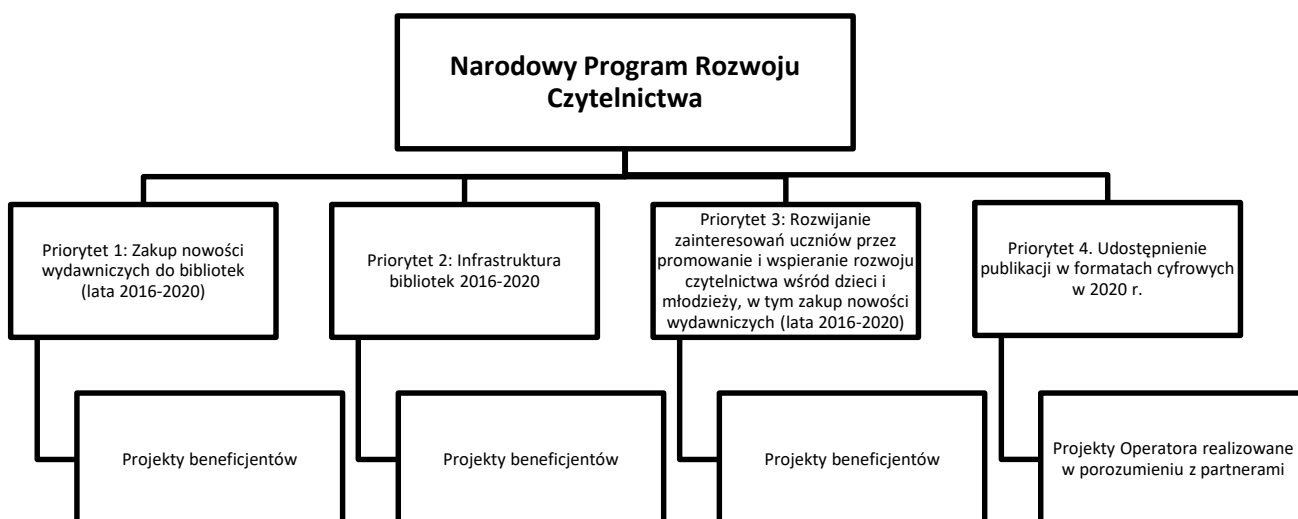 Narodowy Program Rozwoju
Czytelnictwa
Priorytet 1: Zakup nowości
wydawniczych do bibliotek
(lata 2016-2020)
Priorytet 2: Infrastruktura
bibliotek 2016-2020
Priorytet 3: Rozwijanie
zainteresowań uczniów przez
promowanie i wspieranie rozwoju
czytelnictwa wśród dzieci i
młodzieży, w tym zakup nowości
wydawniczych (lata 2016-2020)
Priorytet 4. Udostępnienie
publikacji w formatach cyfrowych
w 2020 r.
Projekty beneficjentów
Projekty beneficjentów
Projekty beneficjentów
Projekty Operatora realizowane
w porozumieniu z partnerami